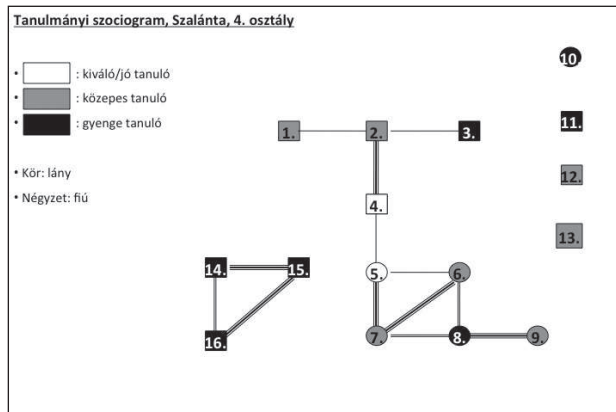 Tanulmányi szociogram, Szalánta, 4. osztály
• : kiváló/jó tanuló
• : közepes tanuló
• : gyenge tanuló
• Kör: lány
• Négyzet: fiú
10.
11.
1. 2. 3.
12.
4.
13.
14. 15. 5. 6.
16. 7. 8. 9.